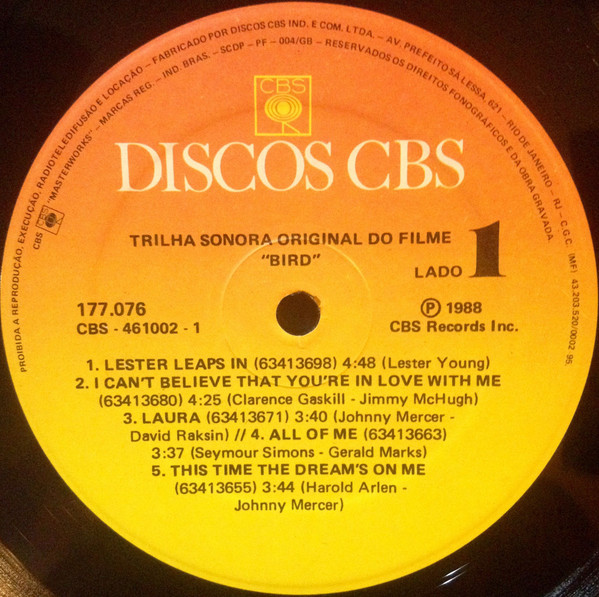 PROIBIDA A REPRODUÇÃO, EXECUÇÃO, RADIOTELEDIFUSÃO E LOCAÇÃO – FABRICADO POR DISCOS CBS IND. E COM. LTDA. – AV. PREFEITO SÁ LESSA, 621 – RIO DE JANEIRO – RJ – C.G.C. (MF) 43.203.520/0002 95
CBS "MASTERWORKS" – MARCAS REG. – IND. BRAS. – SCDP – PF – 004/GB – RESERVADOS OS DIREITOS FONOGRÁFICOS E DA OBRA GRAVADA.
CBS
DISCOS CBS
TRILHA SONORA ORIGINAL DO FILME
"BIRD"
LADO 1
177.076
CBS - 461002 - 1
℗ 1988
CBS Records Inc.
1. LESTER LEAPS IN (63413698) 4:48 (Lester Young)
2. I CAN'T BELIEVE THAT YOU'RE IN LOVE WITH ME
(63413680) 4:25 (Clarence Gaskill - Jimmy McHugh)
3. LAURA (63413671) 3:40 (Johnny Mercer -
David Raksin) // 4. ALL OF ME (63413663)
3:37 (Seymour Simons - Gerald Marks)
5. THIS TIME THE DREAM'S ON ME
(63413655) 3:44 (Harold Arlen -
Johnny Mercer)